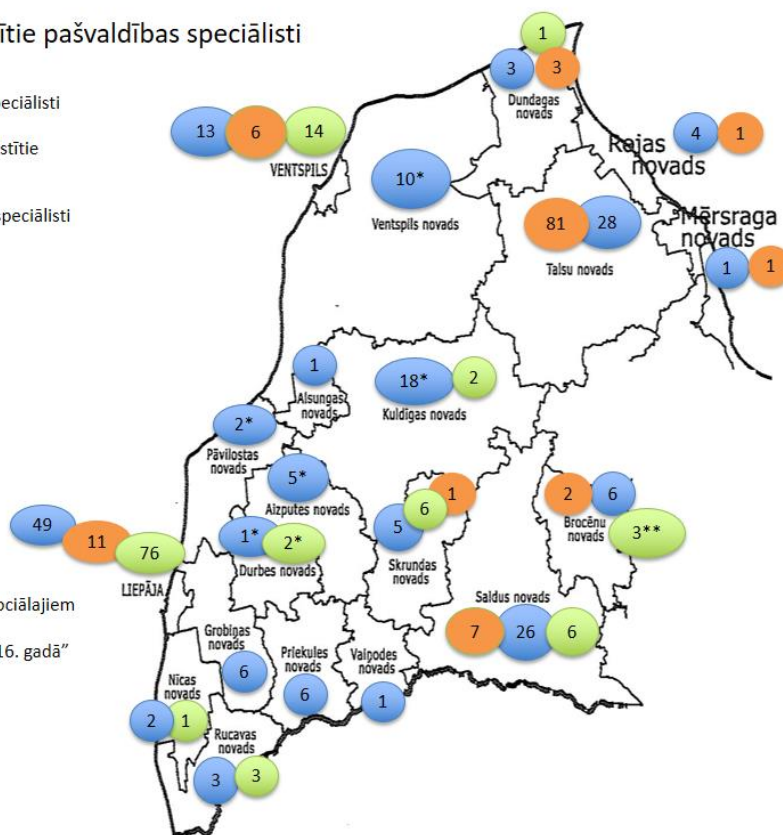 ītie pašvaldības speciālisti
1
3
3
Dundagas
novads
peciālisti
stītie
speciālisti
13
6
14
VENTSPILS
4
1
Rojas
novads
10*
Ventspils novads
81
28
Talsu novads
Mērsraga
novads
1
1
1
Alsungas
novads
18*
2
Kuldīgas novads
2*
Pāvilostas
novads
5*
Aizputes novads
1*
2*
Durbes novads
1
6
5
Skrundas
novads
2
6
Brocēnu
novads
3**
49
11
76
LIEPĀJA
ociālajiem
16. gadā”
Saldus novads
7
26
6
Grobiņas
novads
6
Priekules
novads
6
Vaiņodes
novads
1
Nīcas
novads
2
1
Rucavas
novads
3
3